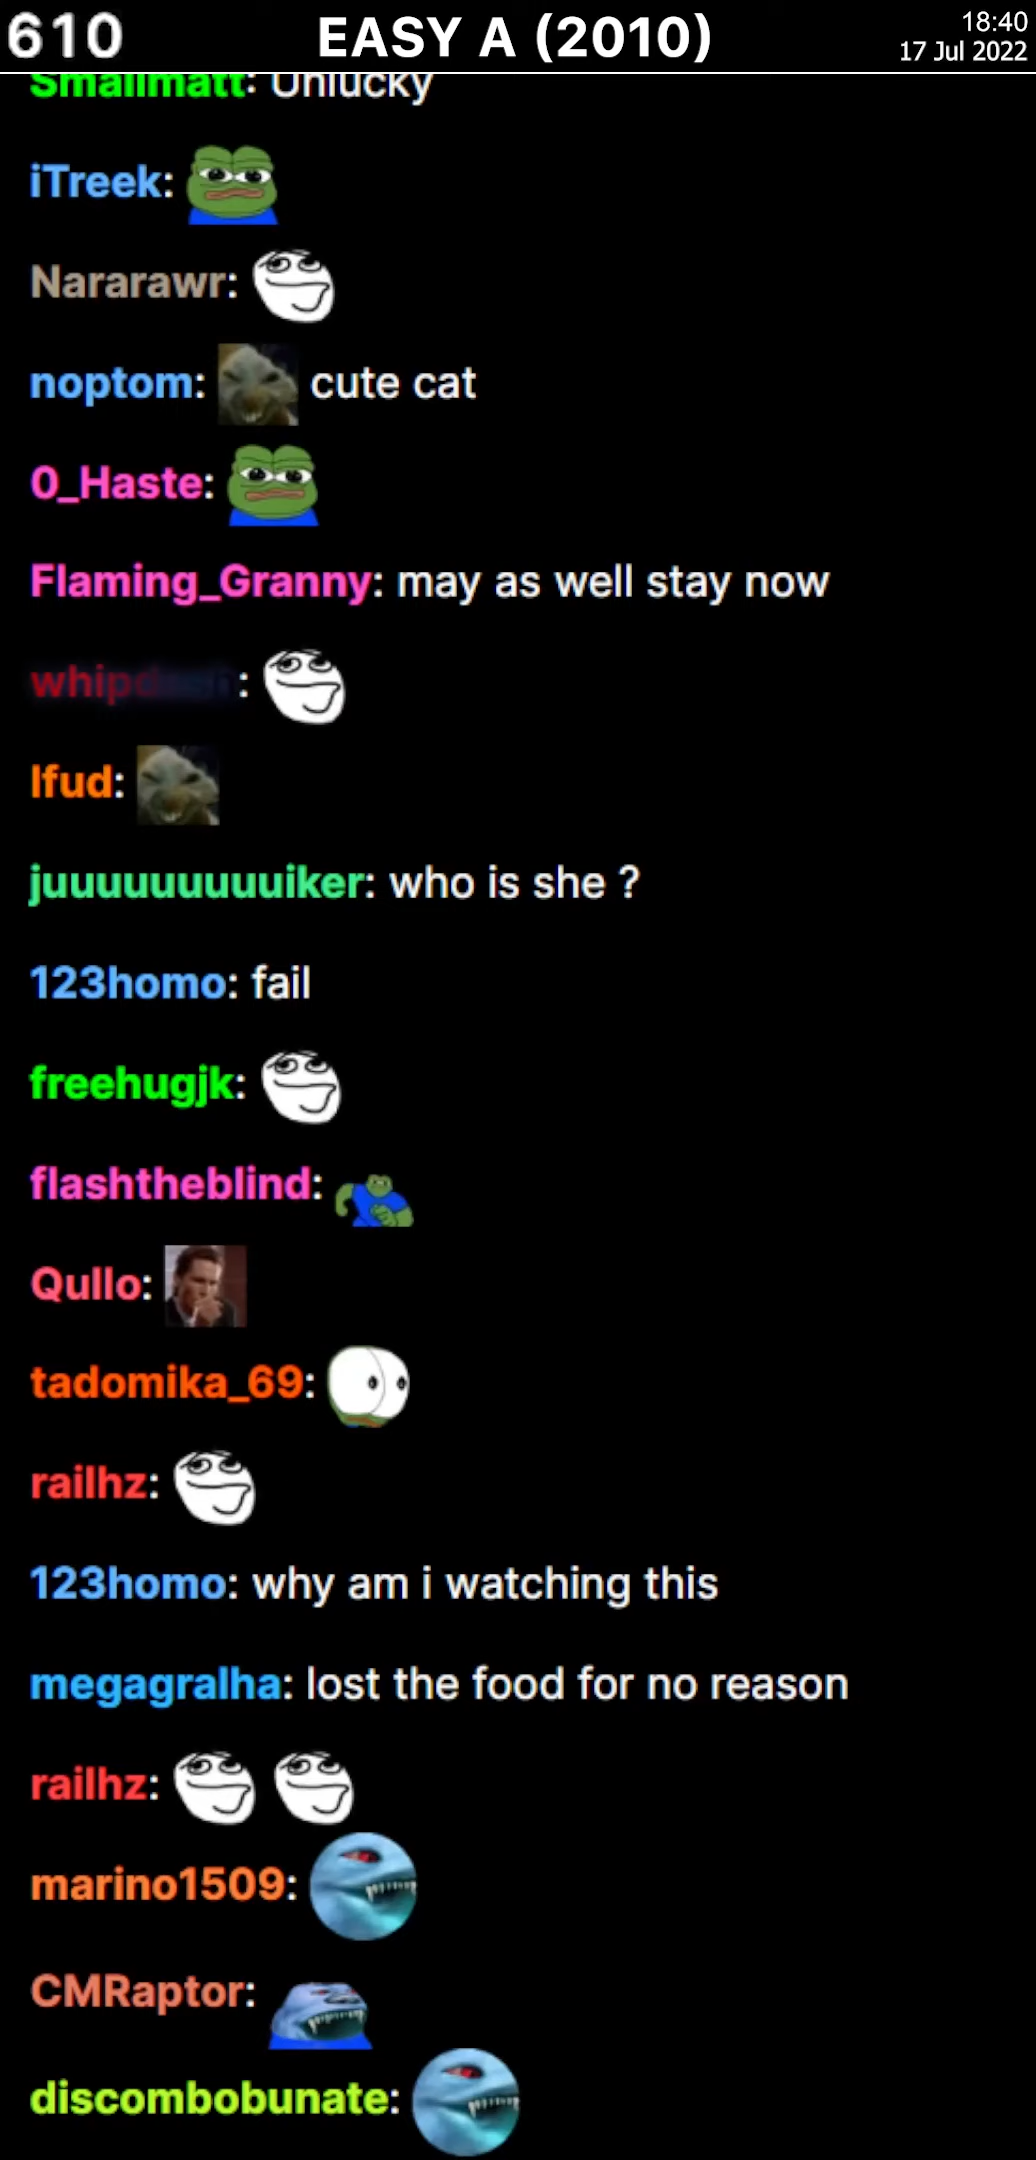 610
EASY A (2010)
18:40
17 Jul 2022
Smallmatt: Unlucky
iTreek:
Nararawr:
noptom: cute cat
0_Haste:
Flaming_Granny: may as well stay now
:
lfud:
juuuuuuuuuiker: who is she ?
123homo: fail
freehugjk:
flashtheblind:
Qullo:
tadomika_69:
railhz:
123homo: why am i watching this
megagralha: lost the food for no reason
railhz:
marino1509:
CMRaptor:
discombobunate: